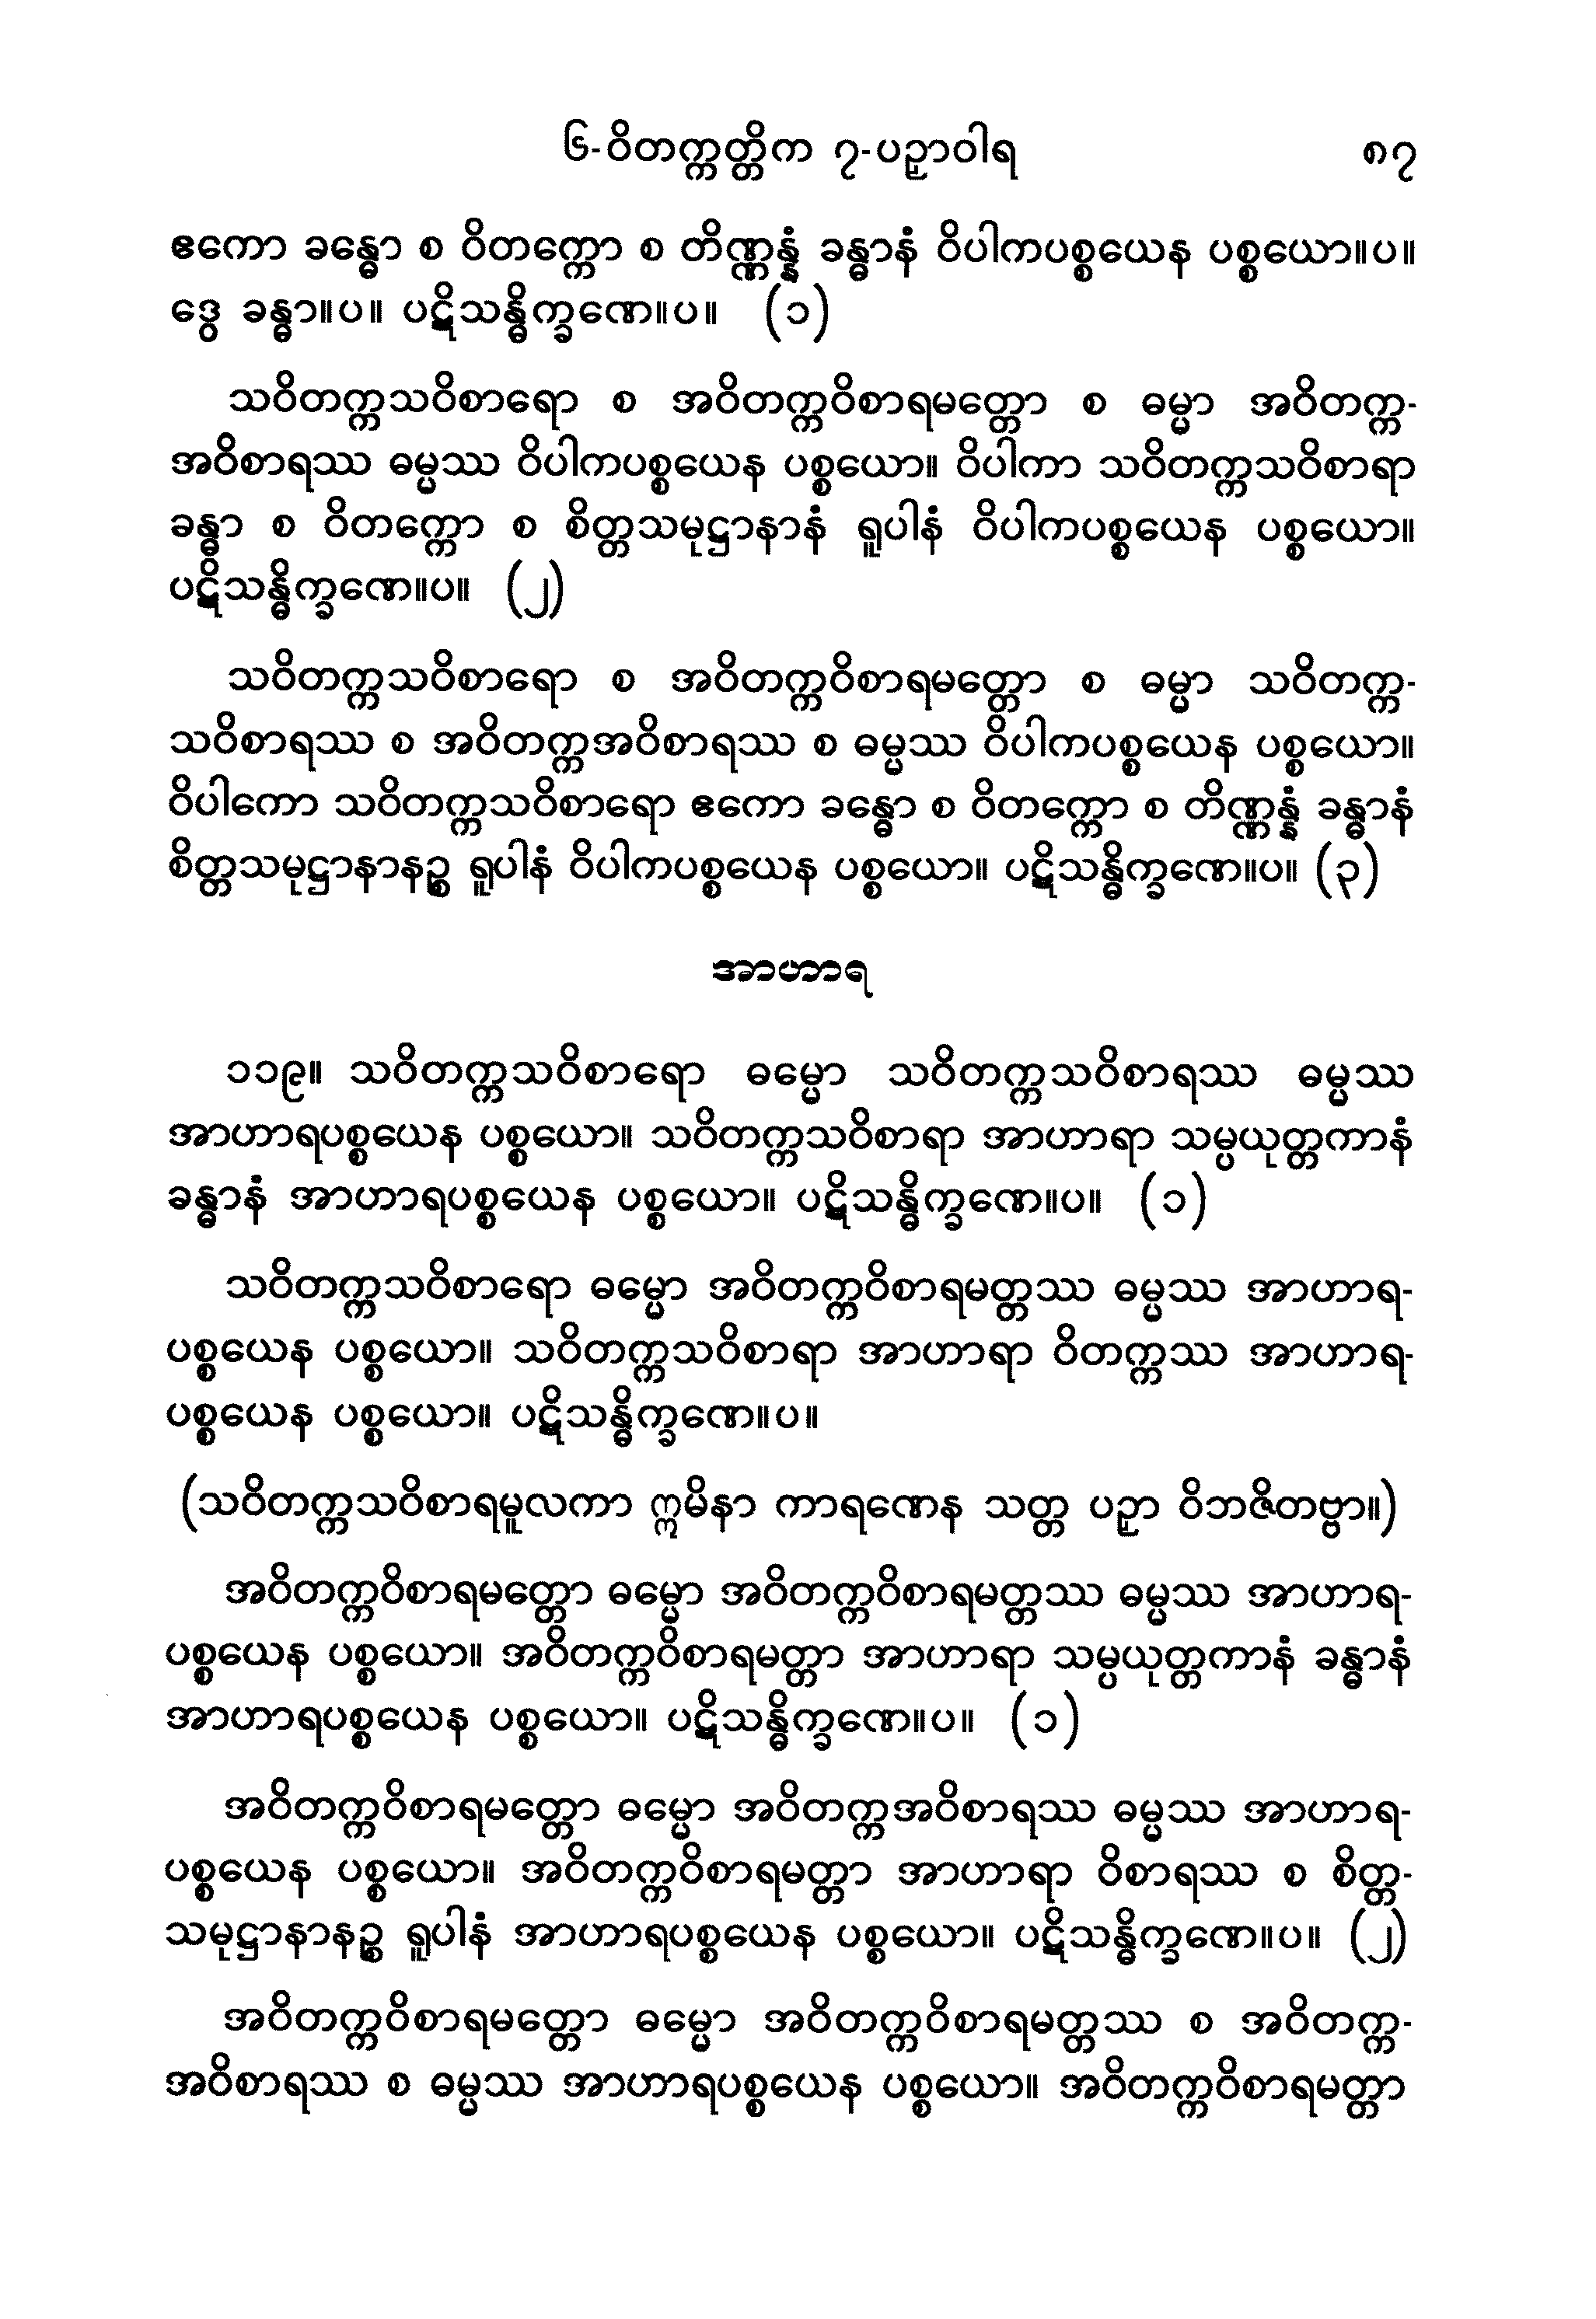 ၆-ဝိတက္ကတ္တိက ၇-ပဉှာဝါရ ၈၇
ဧကော ခန္ဓော စ ဝိတက္ကော စ တိဏ္ဏန္နံ ခန္ဓာနံ ဝိပါကပစ္စယေန ပစ္စယော။ပ။
ဒွေ ခန္ဓာ။ပ။ ပဋိသန္ဓိက္ခဏေ။ပ။ (၁)
သဝိတက္ကသဝိစာရော စ အဝိတက္ကဝိစာရမတ္တော စ ဓမ္မာ အဝိတက္က-
အဝိစာရဿ ဓမ္မဿ ဝိပါကပစ္စယေန ပစ္စယော။ ဝိပါကာ သဝိတက္ကသဝိစာရာ
ခန္ဓာ စ ဝိတက္ကော စ စိတ္တသမုဋ္ဌာနာနံ ရူပါနံ ဝိပါကပစ္စယေန ပစ္စယော။
ပဋိသန္ဓိက္ခဏေ။ပ။ (၂)
သဝိတက္ကသဝိစာရော စ အဝိတက္ကဝိစာရမတ္တော စ ဓမ္မာ သဝိတက္က-
သဝိစာရဿ စ အဝိတက္ကအဝိစာရဿ စ ဓမ္မဿ ဝိပါကပစ္စယေန ပစ္စယော။
ဝိပါကော သဝိတက္ကသဝိစာရော ဧကော ခန္ဓော စ ဝိတက္ကော စ တိဏ္ဏန္နံ ခန္ဓာနံ
စိတ္တသမုဋ္ဌာနာနဉ္စ ရူပါနံ ဝိပါကပစ္စယေန ပစ္စယော။ ပဋိသန္ဓိက္ခဏေ။ပ။ (၃)
အာဟာရ
၁၁၉။ သဝိတက္ကသဝိစာရော ဓမ္မော သဝိတက္ကသဝိစာရဿ ဓမ္မဿ
အာဟာရပစ္စယေန ပစ္စယော။ သဝိတက္ကသဝိစာရာ အာဟာရာ သမ္ပယုတ္တကာနံ
ခန္ဓာနံ အာဟာရပစ္စယေန ပစ္စယော။ ပဋိသန္ဓိက္ခဏေ။ပ။ (၁)
သဝိတက္ကသဝိစာရော ဓမ္မော အဝိတက္ကဝိစာရမတ္တဿ ဓမ္မဿ အာဟာရ-
ပစ္စယေန ပစ္စယော။ သဝိတက္ကသဝိစာရာ အာဟာရာ ဝိတက္ကဿ အာဟာရ-
ပစ္စယေန ပစ္စယော။ ပဋိသန္ဓိက္ခဏေ။ပ။
(သဝိတက္ကသဝိစာရမူလကာ ဣမိနာ ကာရဏေန သတ္တ ပဉှာ ဝိဘဇိတဗ္ဗာ။)
အဝိတက္ကဝိစာရမတ္တော ဓမ္မော အဝိတက္ကဝိစာရမတ္တဿ ဓမ္မဿ အာဟာရ-
ပစ္စယေန ပစ္စယော။ အဝိတက္ကဝိစာရမတ္တာ အာဟာရာ သမ္ပယုတ္တကာနံ ခန္ဓာနံ
အာဟာရပစ္စယေန ပစ္စယော။ ပဋိသန္ဓိက္ခဏေ။ပ။ (၁)
အဝိတက္ကဝိစာရမတ္တော ဓမ္မော အဝိတက္ကအဝိစာရဿ ဓမ္မဿ အာဟာရ-
ပစ္စယေန ပစ္စယော။ အဝိတက္ကဝိစာရမတ္တာ အာဟာရာ ဝိစာရဿ စ စိတ္တ-
သမုဋ္ဌာနာနဉ္စ ရူပါနံ အာဟာရပစ္စယေန ပစ္စယော။ ပဋိသန္ဓိက္ခဏေ။ပ။ (၂)
အဝိတက္ကဝိစာရမတ္တော ဓမ္မော အဝိတက္ကဝိစာရမတ္တဿ စ အဝိတက္က-
အဝိစာရဿ စ ဓမ္မဿ အာဟာရပစ္စယေန ပစ္စယော။ အဝိတက္ကဝိစာရမတ္တာ